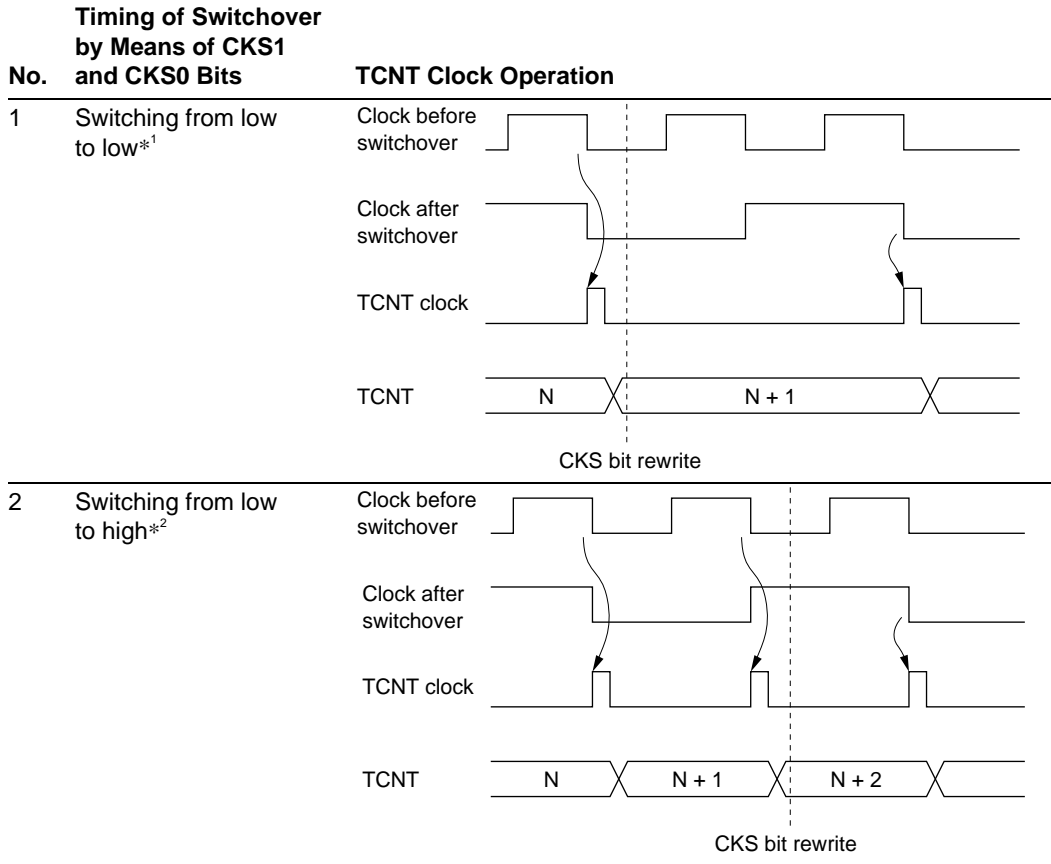 Timing of Switchover
by Means of CKS1
No. and CKS0 Bits TCNT Clock Operation
1 Switching from low
to low*1
Clock before
switchover
Clock after
switchover
TCNT clock
TCNT N N + 1
CKS bit rewrite
2 Switching from low
to high*2
Clock before
switchover
Clock after
switchover
TCNT clock
TCNT N N + 1 N + 2
CKS bit rewrite